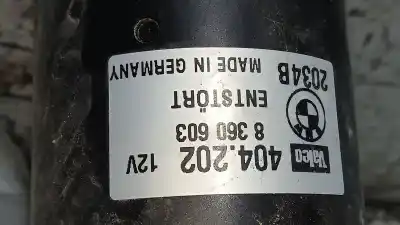 Valeo 404.202 12V
8 360 603
ENTSTÖRT
MADE IN GERMANY 2034B